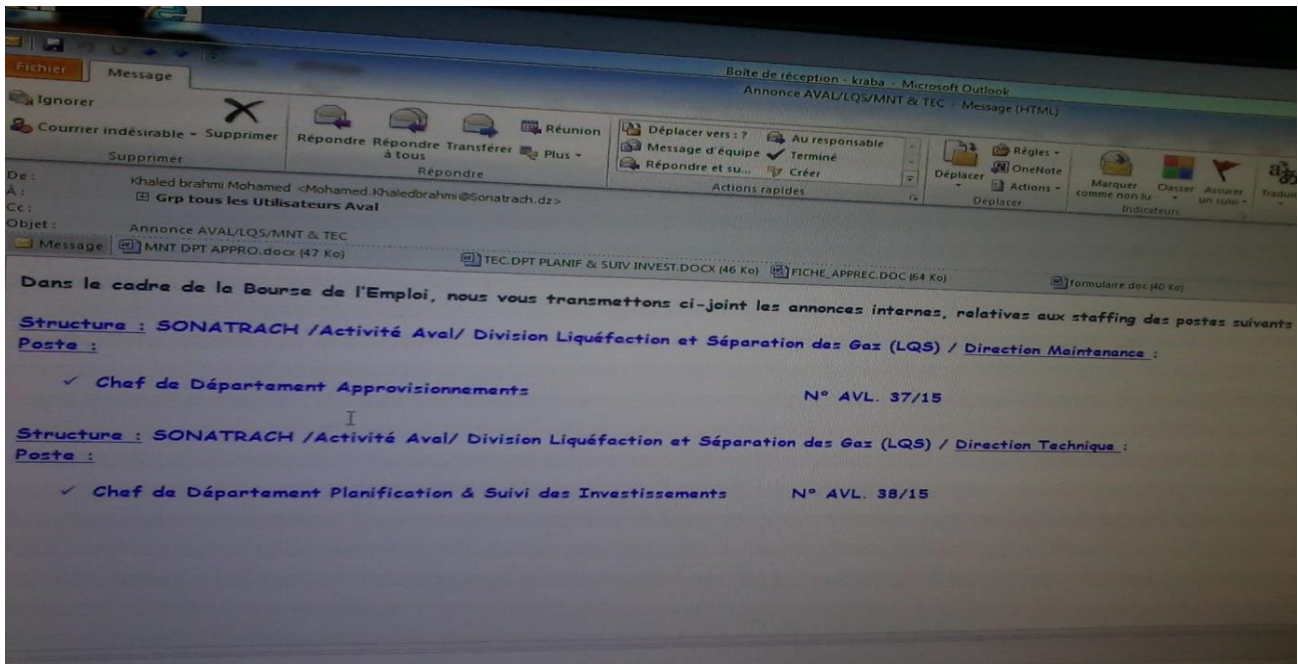 Boîte de réception - kraba - Microsoft Outlook
Annonce AVAL/LQS/MNT & TEC - Message (HTML)
Fichier Message
Ignorer
Courrier indésirable - Supprimer
Supprimer
Répondre Répondre à tous Transférer
Réunion
Plus
Répondre
Déplacer vers : ?
Message d'équipe
Répondre et su...
Au responsable
Terminé
Créer
Actions rapides
Déplacer
Règles
OneNote
Actions
Déplacer
Marquer comme non lu
Classer
Assurer un suivi
Indicateurs
De : Khaled brahmi Mohamed <Mohamed.Khaledbrahmi@Sonatrach.dz>
À : Grp tous les Utilisateurs Aval
Cc :
Objet : Annonce AVAL/LQS/MNT & TEC
Message MNT DPT APPRO.docx (47 Ko) TEC.DPT PLANIF & SUIV INVEST.DOCX (46 Ko) FICHE_APPREC.DOC (64 Ko) formulaire.doc (40 Ko)
Dans le cadre de la Bourse de l'Emploi, nous vous transmettons ci-joint les annonces internes, relatives aux staffing des postes suivants
Structure : SONATRACH /Activité Aval/ Division Liquéfaction et Séparation des Gaz (LQS) / Direction Maintenance :
Poste :
✓ Chef de Département Approvisionnements N° AVL. 37/15
Structure : SONATRACH /Activité Aval/ Division Liquéfaction et Séparation des Gaz (LQS) / Direction Technique :
Poste :
✓ Chef de Département Planification & Suivi des Investissements N° AVL. 38/15